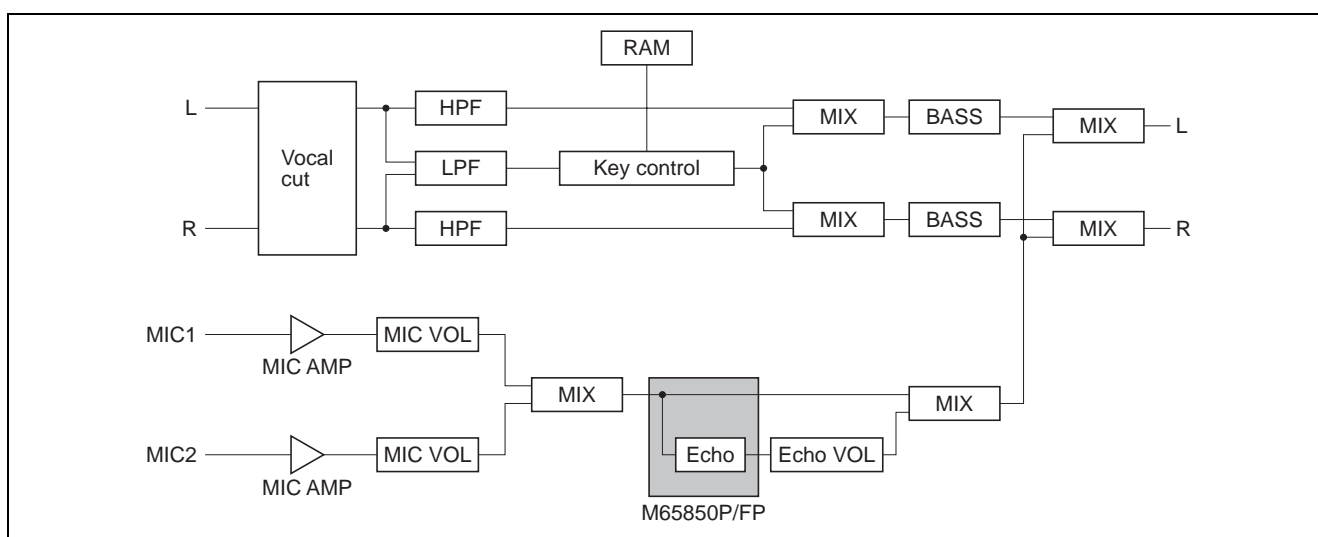 RAM
L
HPF
MIX
BASS
MIX
L
Vocal
cut
LPF
Key control
R
HPF
MIX
BASS
MIX
R
MIC1
MIC VOL
MIC AMP
MIX
MIX
MIC2
MIC VOL
Echo
Echo VOL
MIC AMP
M65850P/FP